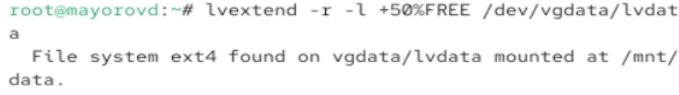 root@mayorovd:~# lvextend -r -l +50%FREE /dev/vgdata/lvdat
a
  File system ext4 found on vgdata/lvdata mounted at /mnt/
data.